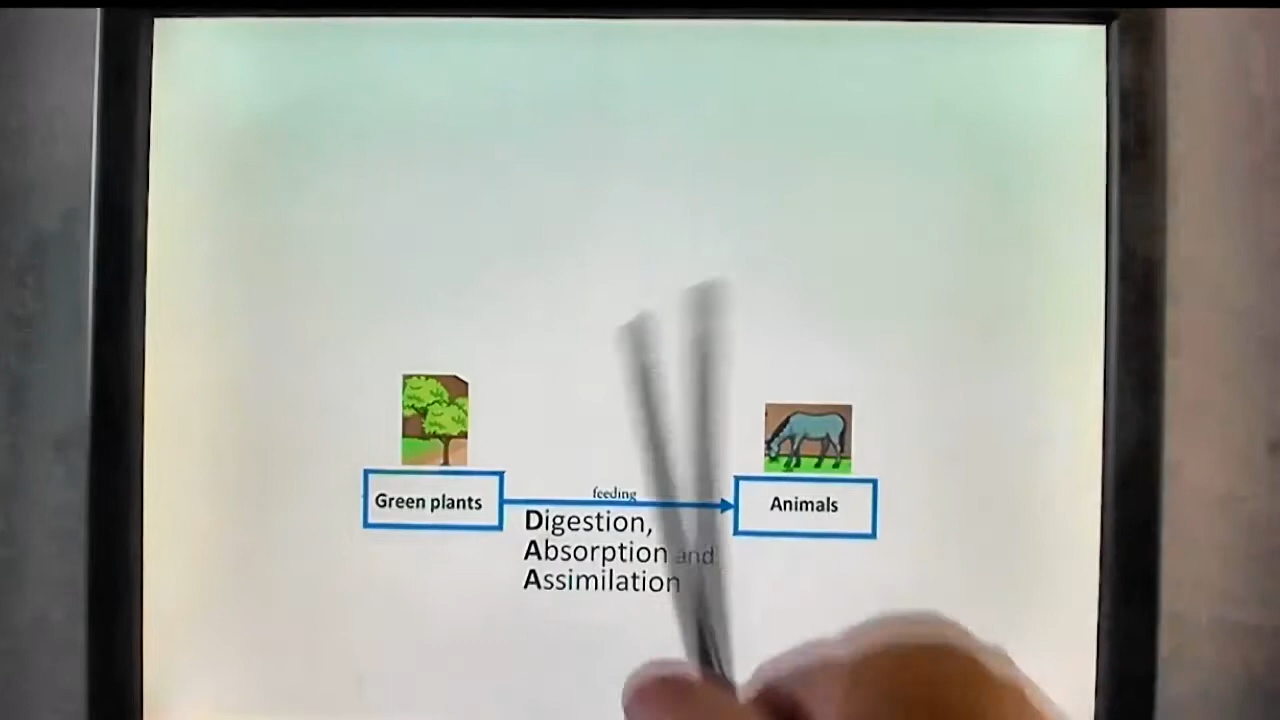 Green plants
feeding
Animals
Digestion,
Absorption and
Assimilation